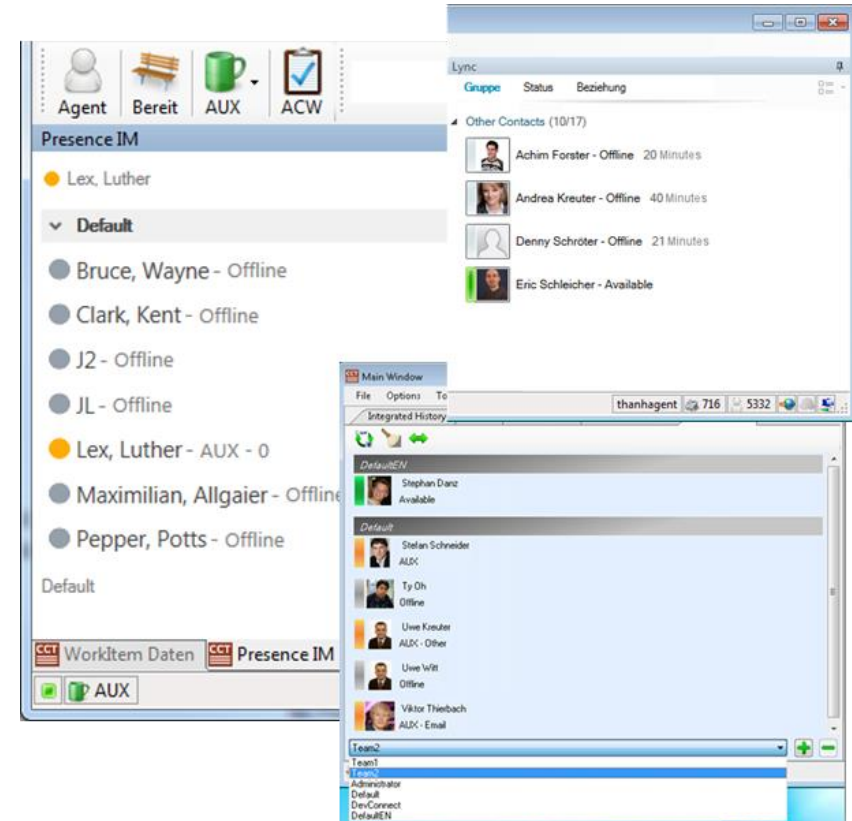 Agent Bereit AUX ACW
Presence IM
Lex, Luther
Default
Bruce, Wayne - Offline
Clark, Kent - Offline
J2 - Offline
JL - Offline
Lex, Luther - AUX - 0
Maximilian, Allgaier - Offline
Pepper, Potts - Offline
Default
CCT WorkItem Daten CCT Presence IM
AUX
Lync
Gruppe Status Beziehung
Other Contacts (10/17)
Achim Forster - Offline 20 Minutes
Andrea Kreuter - Offline 40 Minutes
Denny Schröter - Offline 21 Minutes
Eric Schleicher - Available
thanhagent 716 5332
CCT Main Window
File Options To
Integrated History
DefaultEN
Stephan Danz
Available
Default
Stefan Schneider
AUX
Ty Oh
Offline
Uwe Kreuter
AUX - Other
Uwe Witt
Offline
Viktor Thierbach
AUX - Email
Team2
Team1
Team2
Administrator
Default
DevConnect
DefaultEN